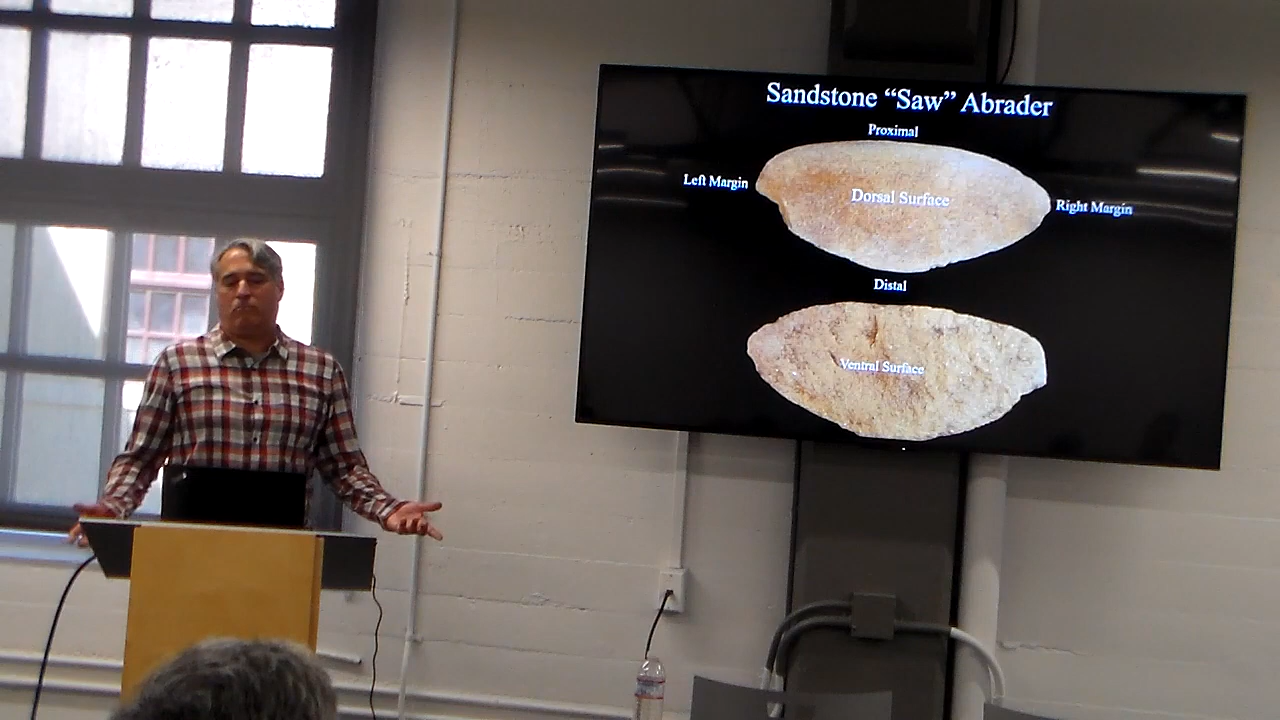 Sandstone “Saw” Abrader
Proximal
Left Margin
Dorsal Surface
Right Margin
Distal
Ventral Surface